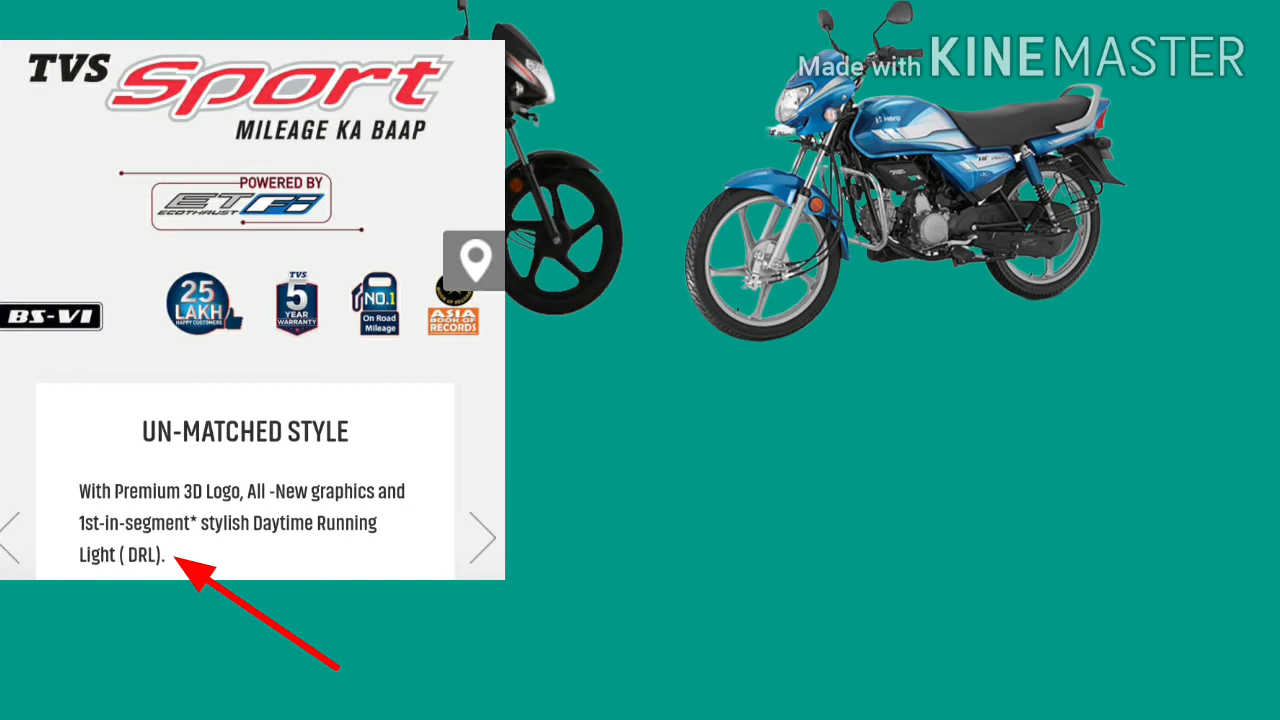 TVS Sport
MILEAGE KA BAAP
POWERED BY
ETFi
ECOTHRUST
BS-VI
25
LAKH
HAPPY CUSTOMERS
TVS
5
YEAR
WARRANTY
NO.1
On Road
Mileage
ASIA
BOOK OF
RECORDS
UN-MATCHED STYLE
With Premium 3D Logo, All -New graphics and
1st-in-segment* stylish Daytime Running
Light ( DRL).
Made with KINEMASTER
Hero